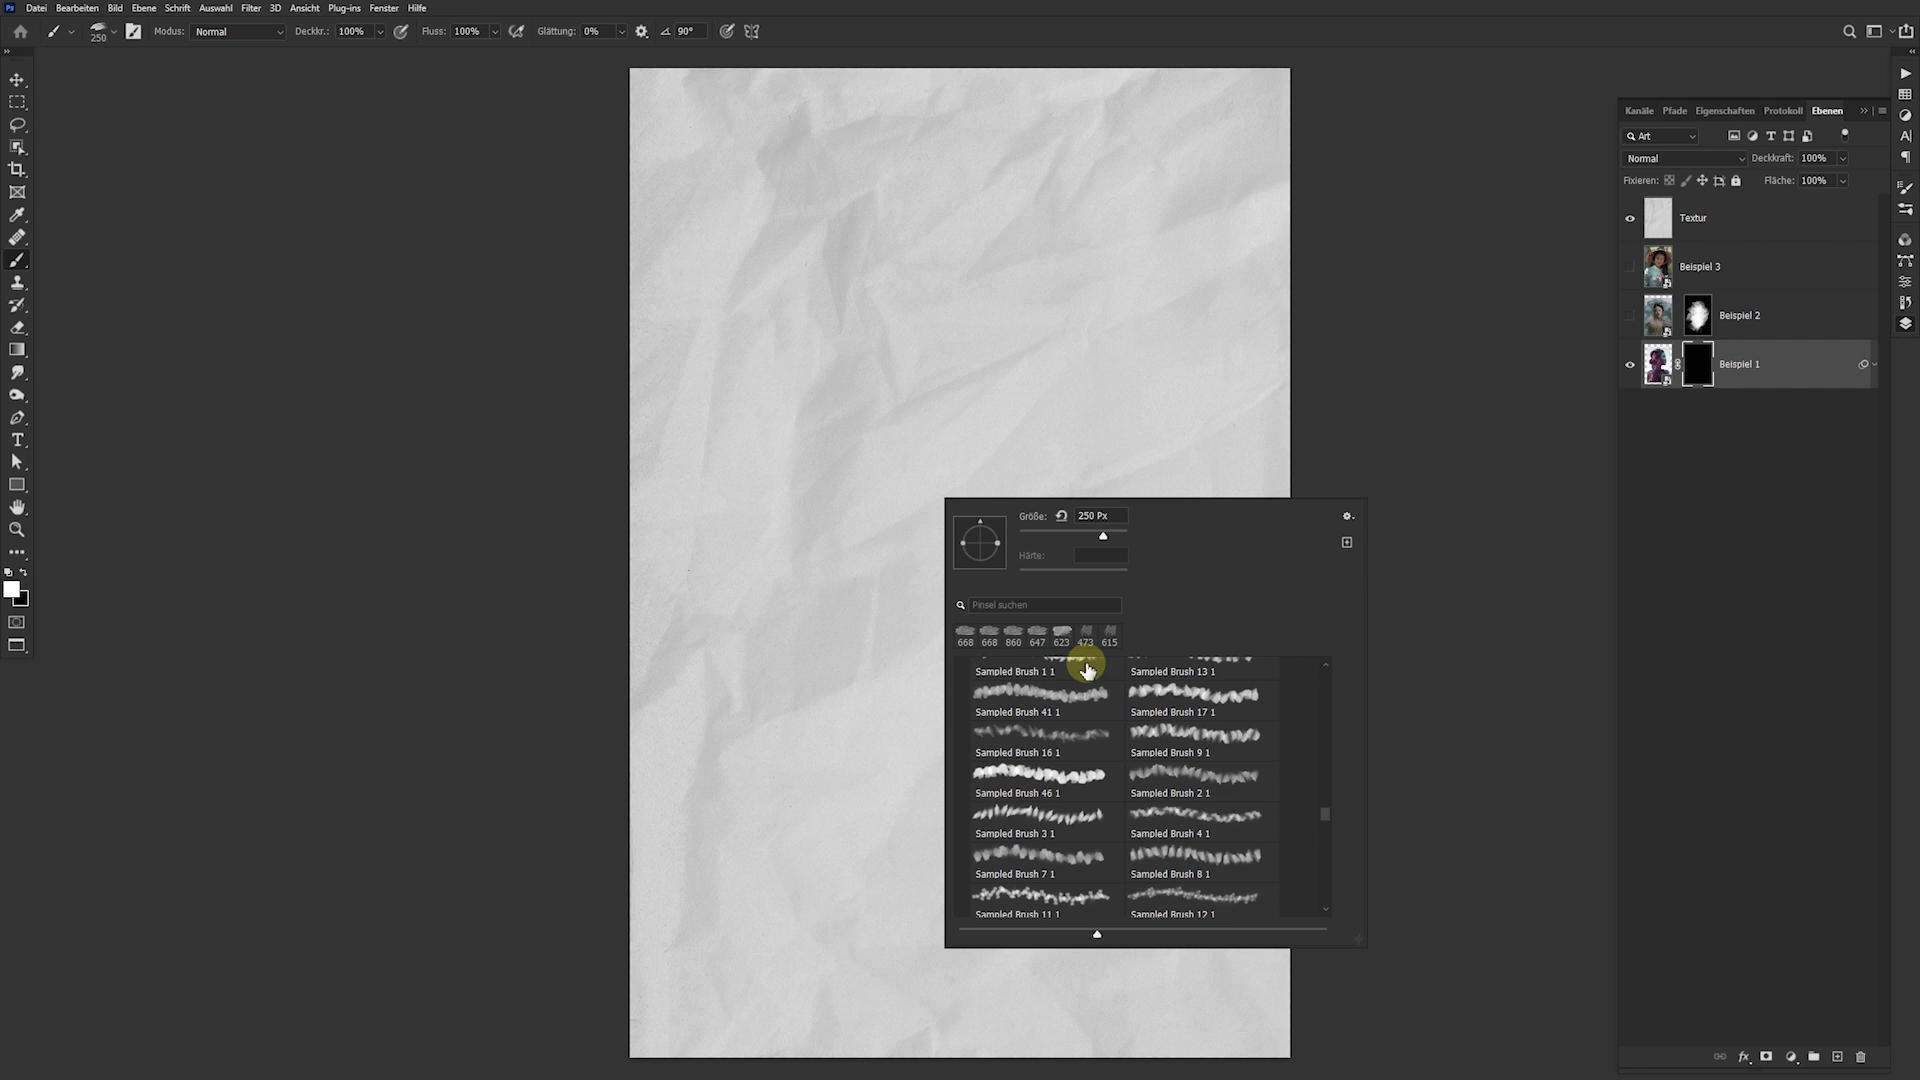 Ps Datei Bearbeiten Bild Ebene Schrift Auswahl Filter 3D Ansicht Plug-ins Fenster Hilfe
250 Modus: Normal Deckkr.: 100% Fluss: 100% Glättung: 0% 90°
Kanäle Pfade Eigenschaften Protokoll Ebenen
Art
Normal Deckkraft: 100%
Fixieren: Fläche: 100%
Textur
Beispiel 3
Beispiel 2
Beispiel 1
Größe: 250 Px
Härte:
Pinsel suchen
668 668 860 647 623 473 615
Sampled Brush 1 1 Sampled Brush 13 1
Sampled Brush 41 1 Sampled Brush 17 1
Sampled Brush 16 1 Sampled Brush 9 1
Sampled Brush 46 1 Sampled Brush 2 1
Sampled Brush 3 1 Sampled Brush 4 1
Sampled Brush 7 1 Sampled Brush 8 1
Sampled Brush 11 1 Sampled Brush 12 1
fx